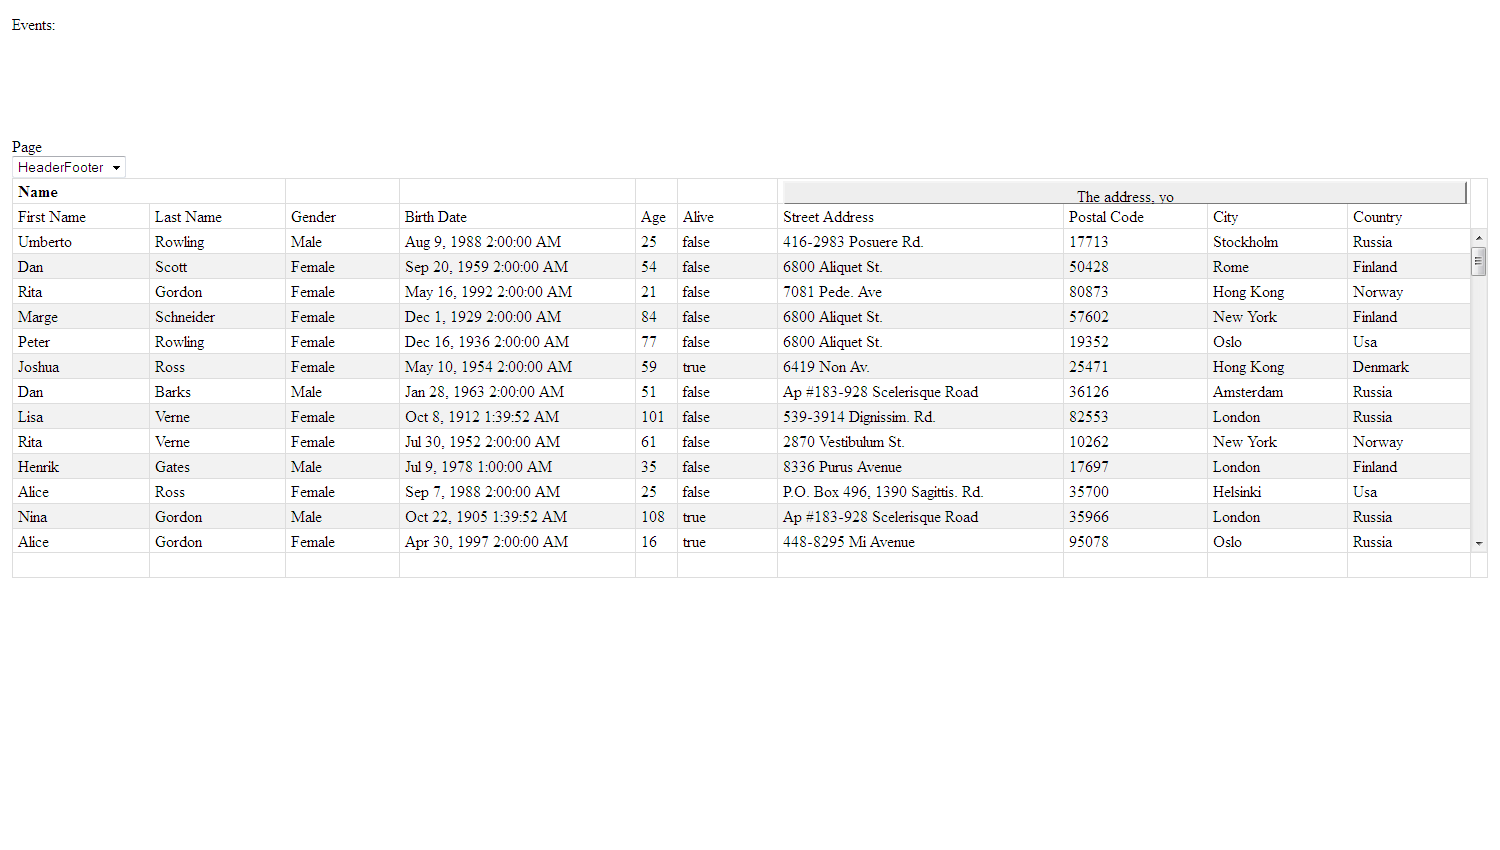 Events:
Page
HeaderFooter
Name The address, yo
First Name Last Name Gender Birth Date Age Alive Street Address Postal Code City Country
Umberto Rowling Male Aug 9, 1988 2:00:00 AM 25 false 416-2983 Posuere Rd. 17713 Stockholm Russia
Dan Scott Female Sep 20, 1959 2:00:00 AM 54 false 6800 Aliquet St. 50428 Rome Finland
Rita Gordon Female May 16, 1992 2:00:00 AM 21 false 7081 Pede. Ave 80873 Hong Kong Norway
Marge Schneider Female Dec 1, 1929 2:00:00 AM 84 false 6800 Aliquet St. 57602 New York Finland
Peter Rowling Female Dec 16, 1936 2:00:00 AM 77 false 6800 Aliquet St. 19352 Oslo Usa
Joshua Ross Female May 10, 1954 2:00:00 AM 59 true 6419 Non Av. 25471 Hong Kong Denmark
Dan Barks Male Jan 28, 1963 2:00:00 AM 51 false Ap #183-928 Scelerisque Road 36126 Amsterdam Russia
Lisa Verne Female Oct 8, 1912 1:39:52 AM 101 false 539-3914 Dignissim. Rd. 82553 London Russia
Rita Verne Female Jul 30, 1952 2:00:00 AM 61 false 2870 Vestibulum St. 10262 New York Norway
Henrik Gates Male Jul 9, 1978 1:00:00 AM 35 false 8336 Purus Avenue 17697 London Finland
Alice Ross Female Sep 7, 1988 2:00:00 AM 25 false P.O. Box 496, 1390 Sagittis. Rd. 35700 Helsinki Usa
Nina Gordon Male Oct 22, 1905 1:39:52 AM 108 true Ap #183-928 Scelerisque Road 35966 London Russia
Alice Gordon Female Apr 30, 1997 2:00:00 AM 16 true 448-8295 Mi Avenue 95078 Oslo Russia